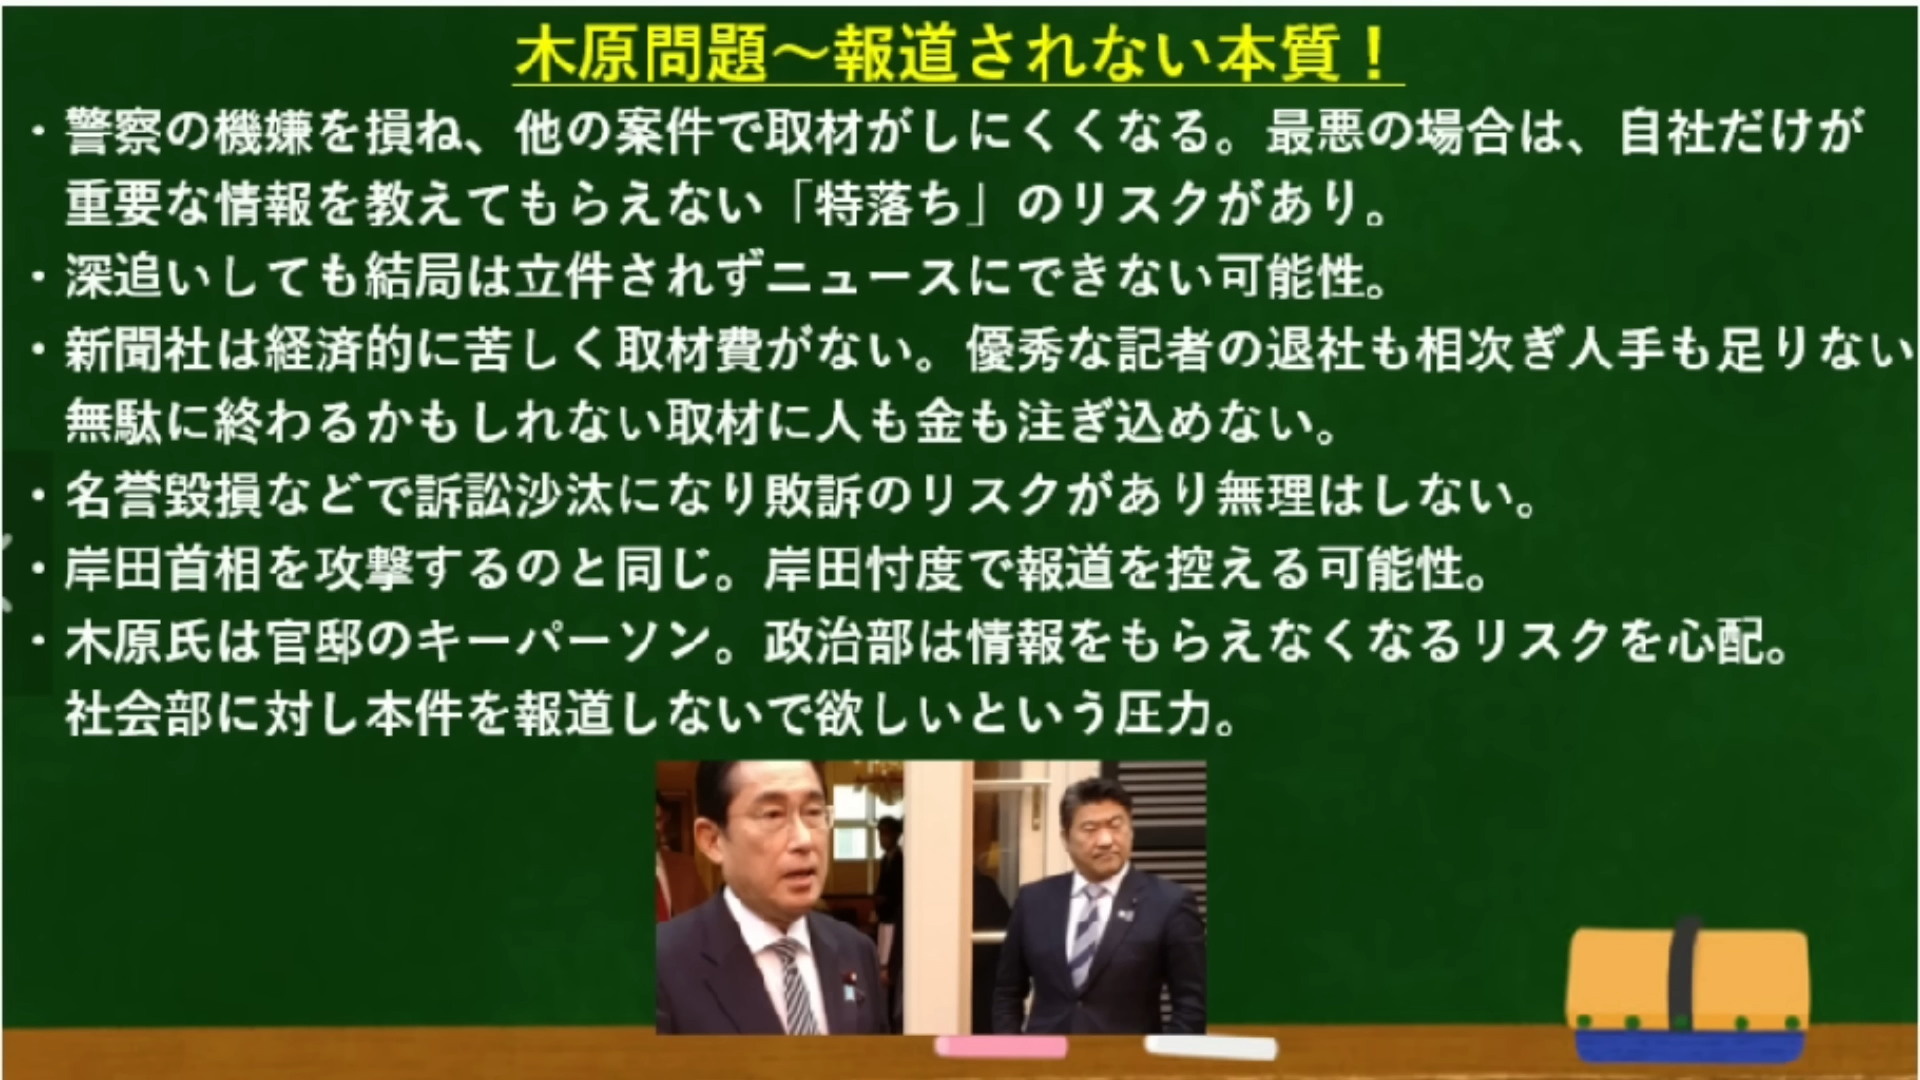 木原問題～報道されない本質！
・警察の機嫌を損ね、他の案件で取材がしにくくなる。最悪の場合は、自社だけが
重要な情報を教えてもらえない「特落ち」のリスクがあり。
・深追いしても結局は立件されずニュースにできない可能性。
・新聞社は経済的に苦しく取材費がない。優秀な記者の退社も相次ぎ人手も足りない
無駄に終わるかもしれない取材に人も金も注ぎ込めない。
・名誉毀損などで訴訟沙汰になり敗訴のリスクがあり無理はしない。
・岸田首相を攻撃するのと同じ。岸田忖度で報道を控える可能性。
・木原氏は官邸のキーパーソン。政治部は情報をもらえなくなるリスクを心配。
社会部に対し本件を報道しないで欲しいという圧力。